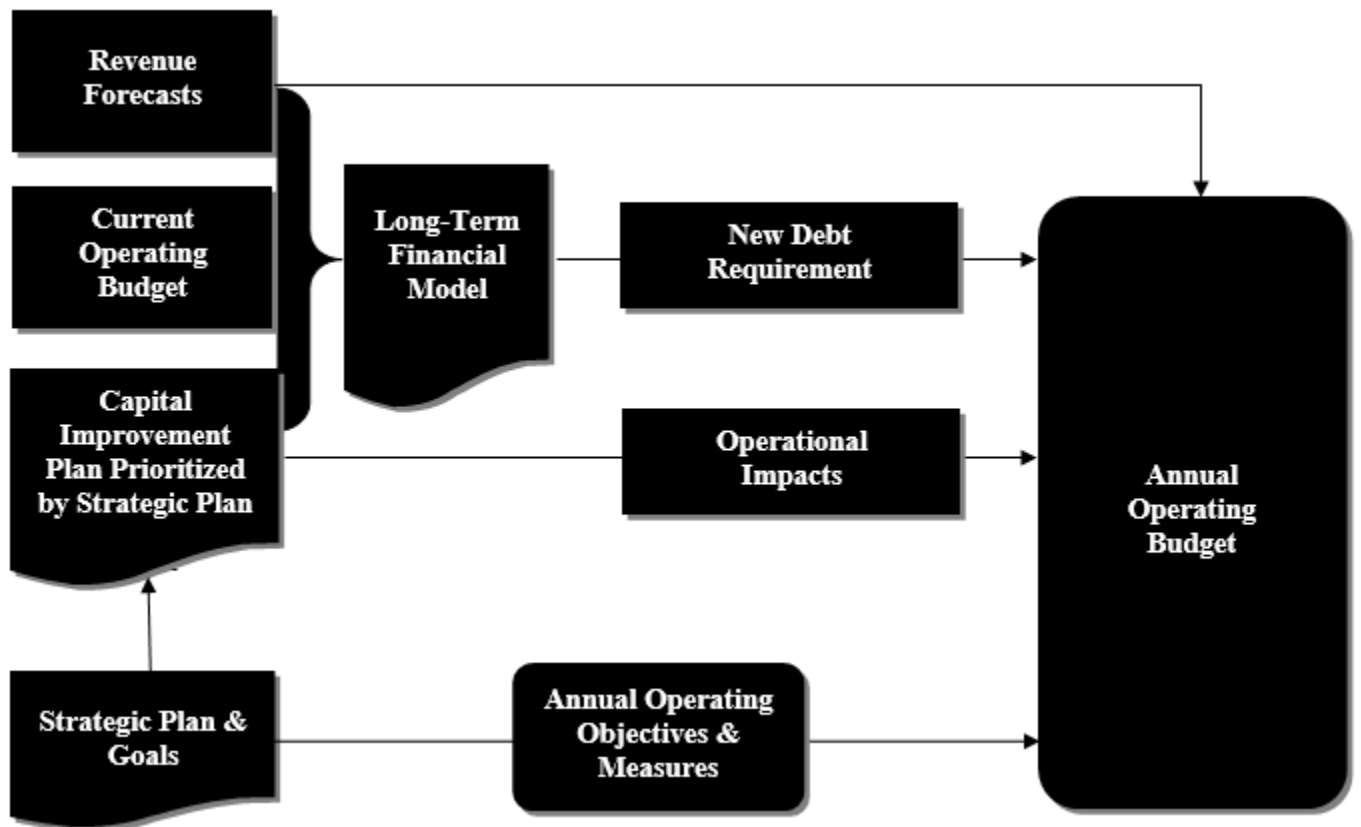 Revenue
Forecasts
Current
Operating
Budget
Long-Term
Financial
Model
New Debt
Requirement
Capital
Improvement
Plan Prioritized
by Strategic Plan
Operational
Impacts
Annual
Operating
Budget
Strategic Plan &
Goals
Annual Operating
Objectives &
Measures